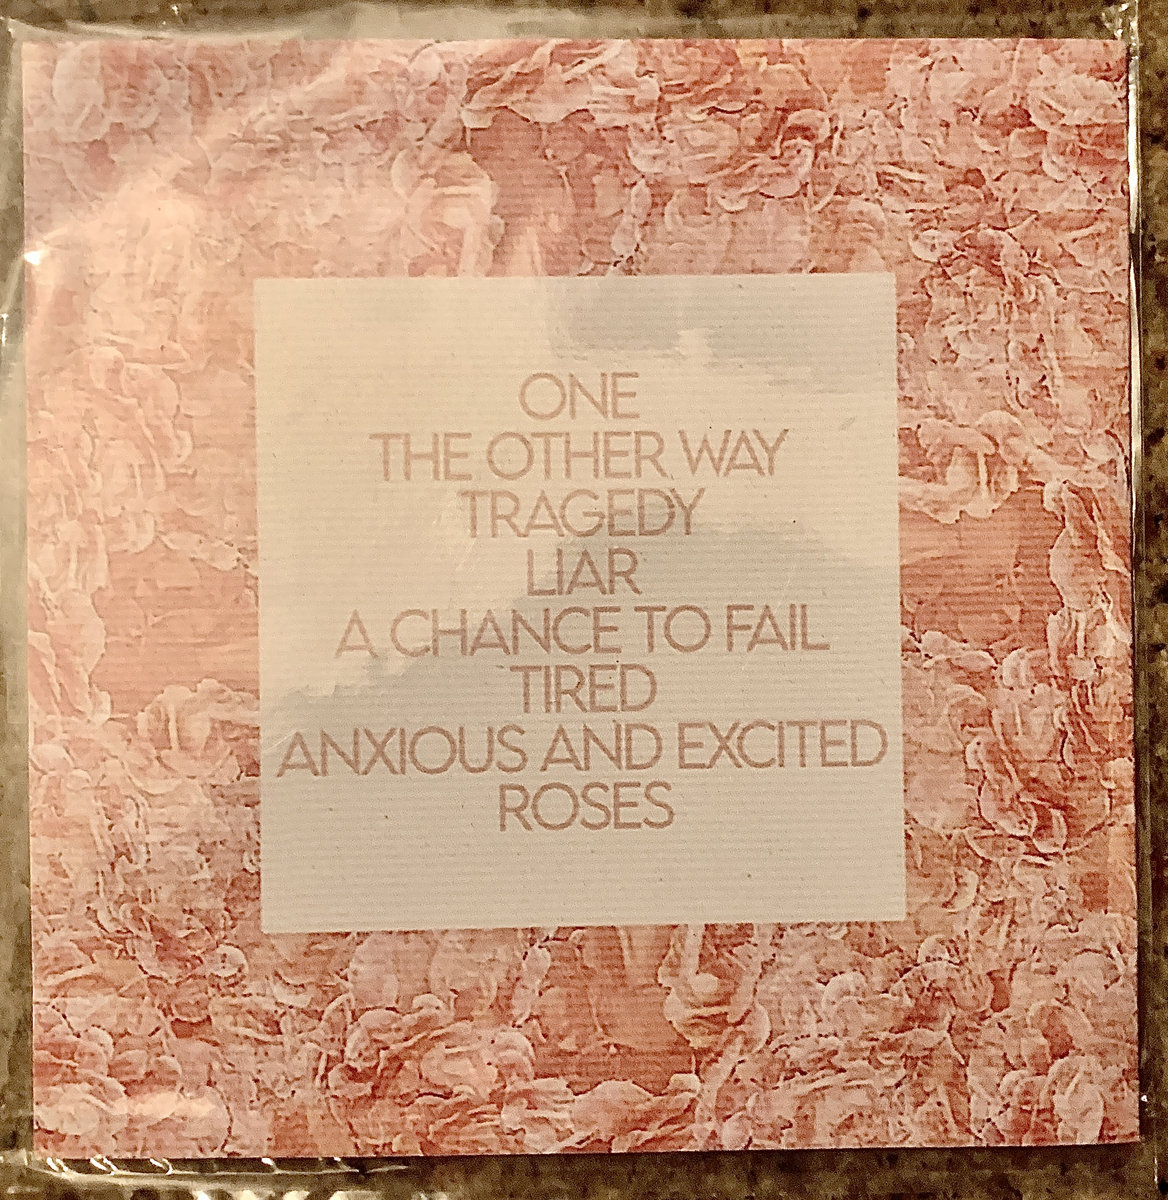 ONE
THE OTHER WAY
TRAGEDY
LIAR
A CHANCE TO FAIL
TIRED
ANXIOUS AND EXCITED
ROSES